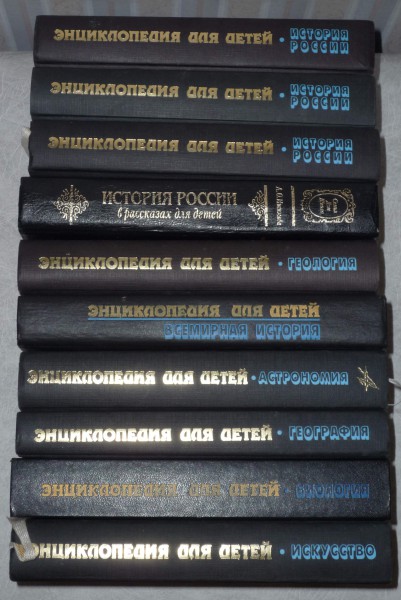 ЭНЦИКЛОПЕДИЯ ДЛЯ ДЕТЕЙ • ИСТОРИЯ
РОССИИ
ЭНЦИКЛОПЕДИЯ ДЛЯ ДЕТЕЙ • ИСТОРИЯ
РОССИИ
ЭНЦИКЛОПЕДИЯ ДЛЯ ДЕТЕЙ • ИСТОРИЯ
РОССИИ
ИСТОРИЯ РОССИИ
в рассказах для детей
ЭНЦИКЛОПЕДИЯ ДЛЯ ДЕТЕЙ • ГЕОЛОГИЯ
ЭНЦИКЛОПЕДИЯ ДЛЯ ДЕТЕЙ
ВСЕМИРНАЯ ИСТОРИЯ
ЭНЦИКЛОПЕДИЯ ДЛЯ ДЕТЕЙ • АСТРОНОМИЯ
ЭНЦИКЛОПЕДИЯ ДЛЯ ДЕТЕЙ • ГЕОГРАФИЯ
ЭНЦИКЛОПЕДИЯ ДЛЯ ДЕТЕЙ • БИОЛОГИЯ
ЭНЦИКЛОПЕДИЯ ДЛЯ ДЕТЕЙ • ИСКУССТВО